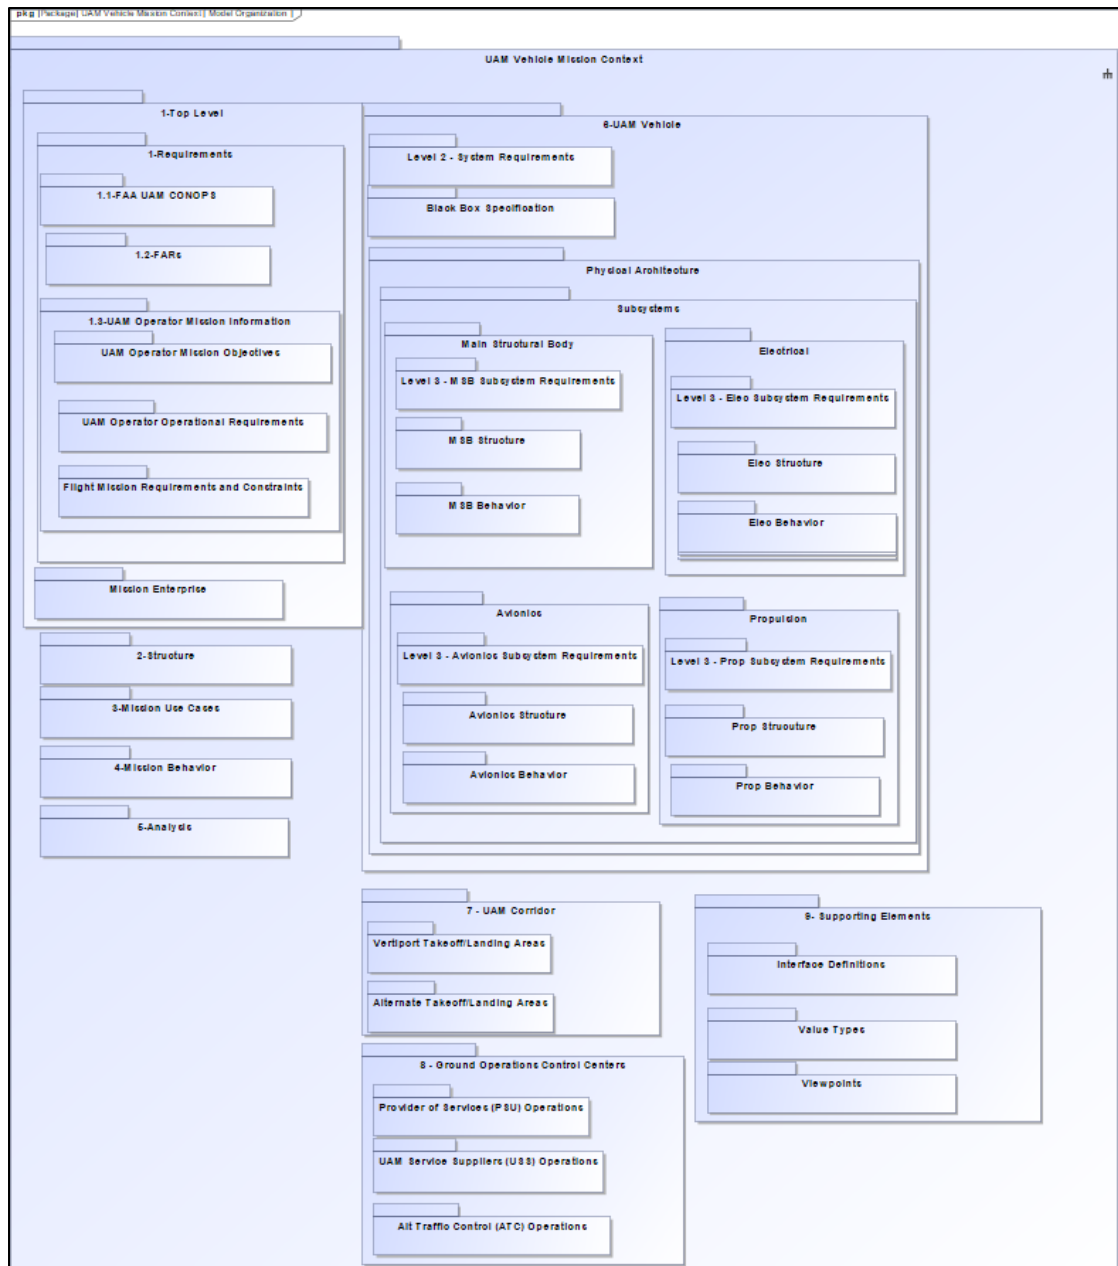 pkg [Package] UAM Vehicle Mission Context [ Model Organization ]
UAM Vehicle Mission Context
1-Top Level
1-Requirements
1.1-FAA UAM CONOPS
1.2-FARs
1.3-UAM Operator Mission Information
UAM Operator Mission Objectives
UAM Operator Operational Requirements
Flight Mission Requirements and Constraints
Mission Enterprise
2-Structure
3-Mission Use Cases
4-Mission Behavior
5-Analysis
6-UAM Vehicle
Level 2 - System Requirements
Black Box Specification
Physical Architecture
Subsystems
Main Structural Body
Level 3 - MSB Subsystem Requirements
MSB Structure
MSB Behavior
Electrical
Level 3 - Elec Subsystem Requirements
Elec Structure
Elec Behavior
Avionics
Level 3 - Avionics Subsystem Requirements
Avionics Structure
Avionics Behavior
Propulsion
Level 3 - Prop Subsystem Requirements
Prop Strucuture
Prop Behavior
7 - UAM Corridor
Vertiport Takeoff/Landing Areas
Alternate Takeoff/Landing Areas
8 - Ground Operations Control Centers
Provider of Services (PSU) Operations
UAM Service Suppliers (USS) Operations
Alt Traffic Control (ATC) Operations
9- Supporting Elements
Interface Definitions
Value Types
Viewpoints